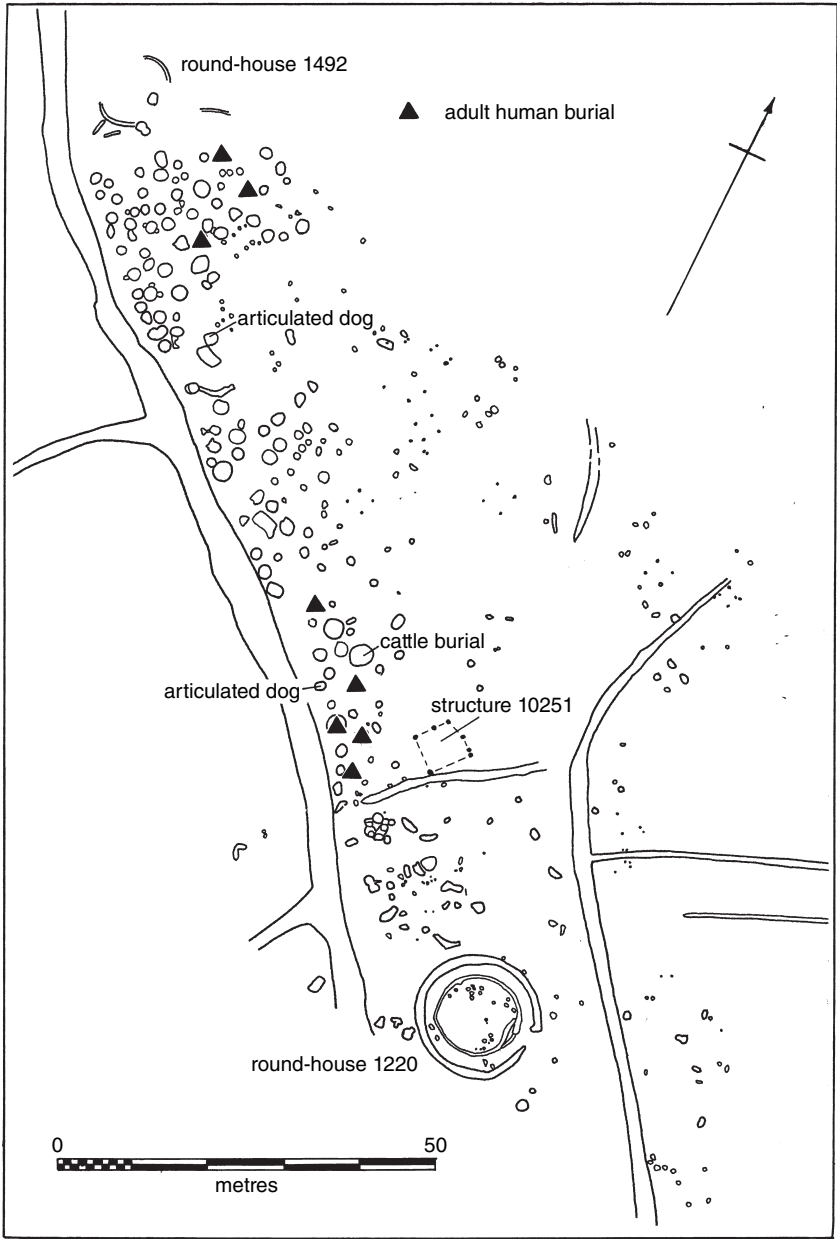 round-house 1492
adult human burial
articulated dog
cattle burial
articulated dog
structure 10251
round-house 1220
0 50
metres